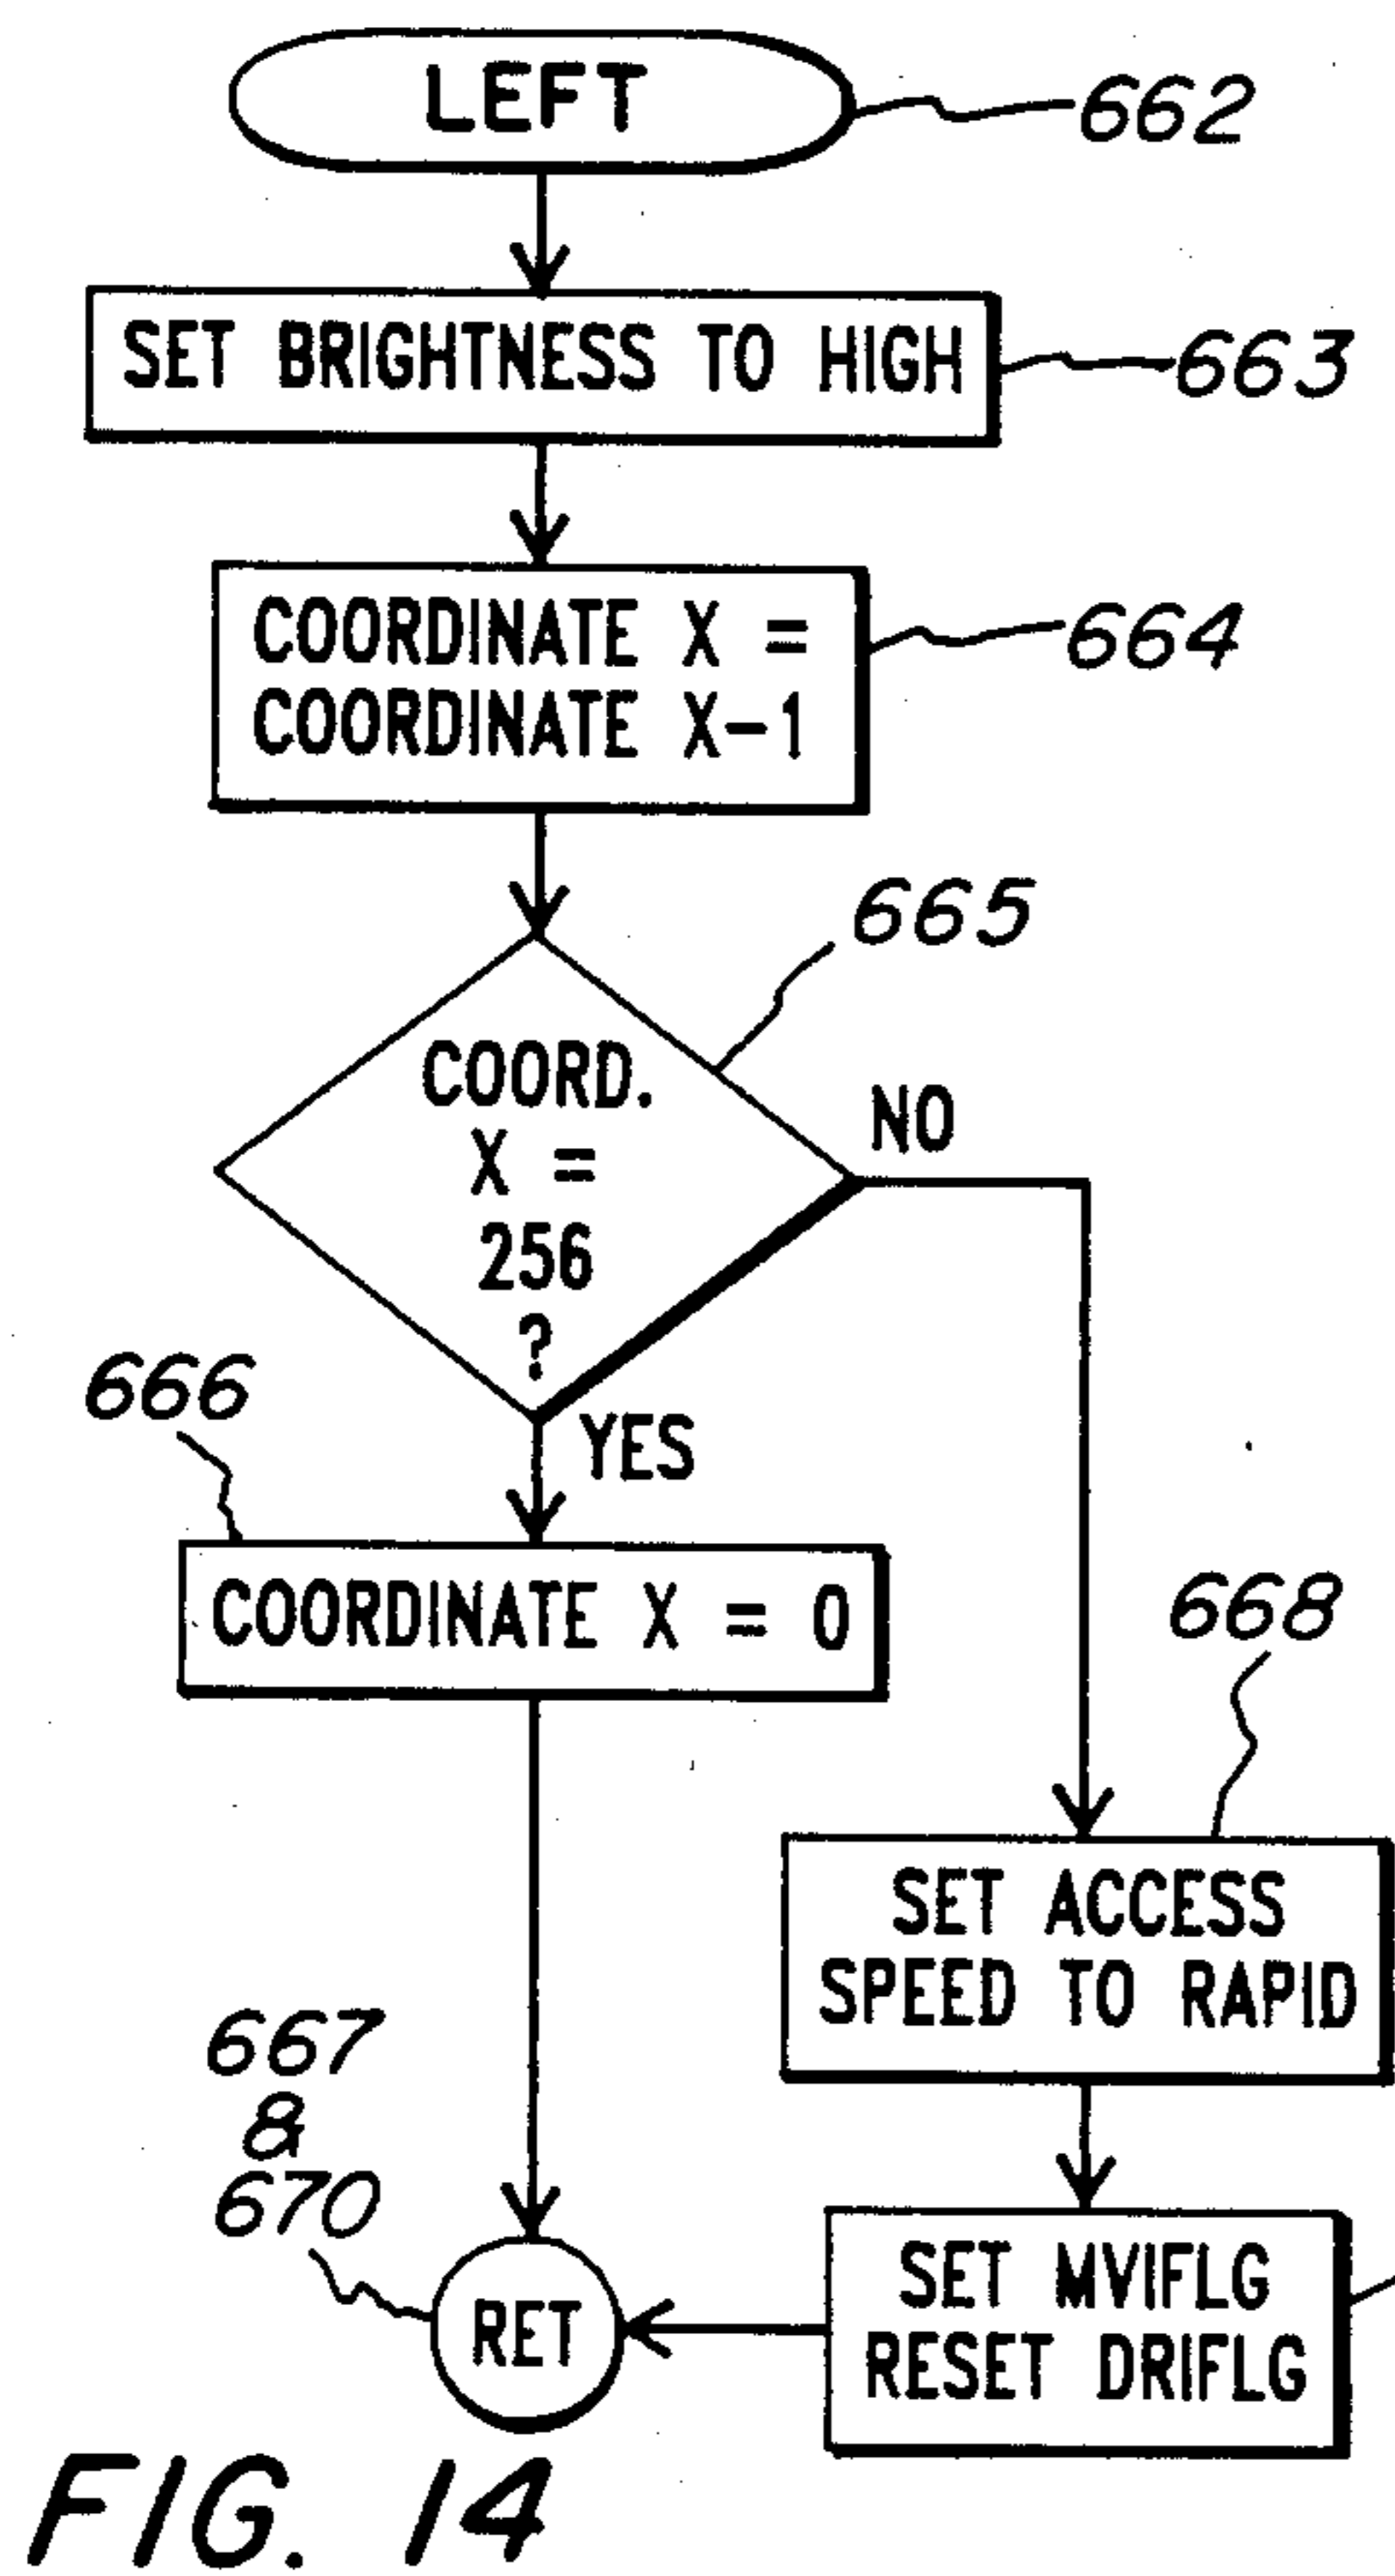 LEFT
662
SET BRIGHTNESS TO HIGH
663
COORDINATE X =
COORDINATE X-1
664
665
COORD.
X =
256
?
NO
YES
666
COORDINATE X = 0
668
SET ACCESS
SPEED TO RAPID
667
&
670
RET
SET MVIFLG
RESET DRIFLG
FIG. 14